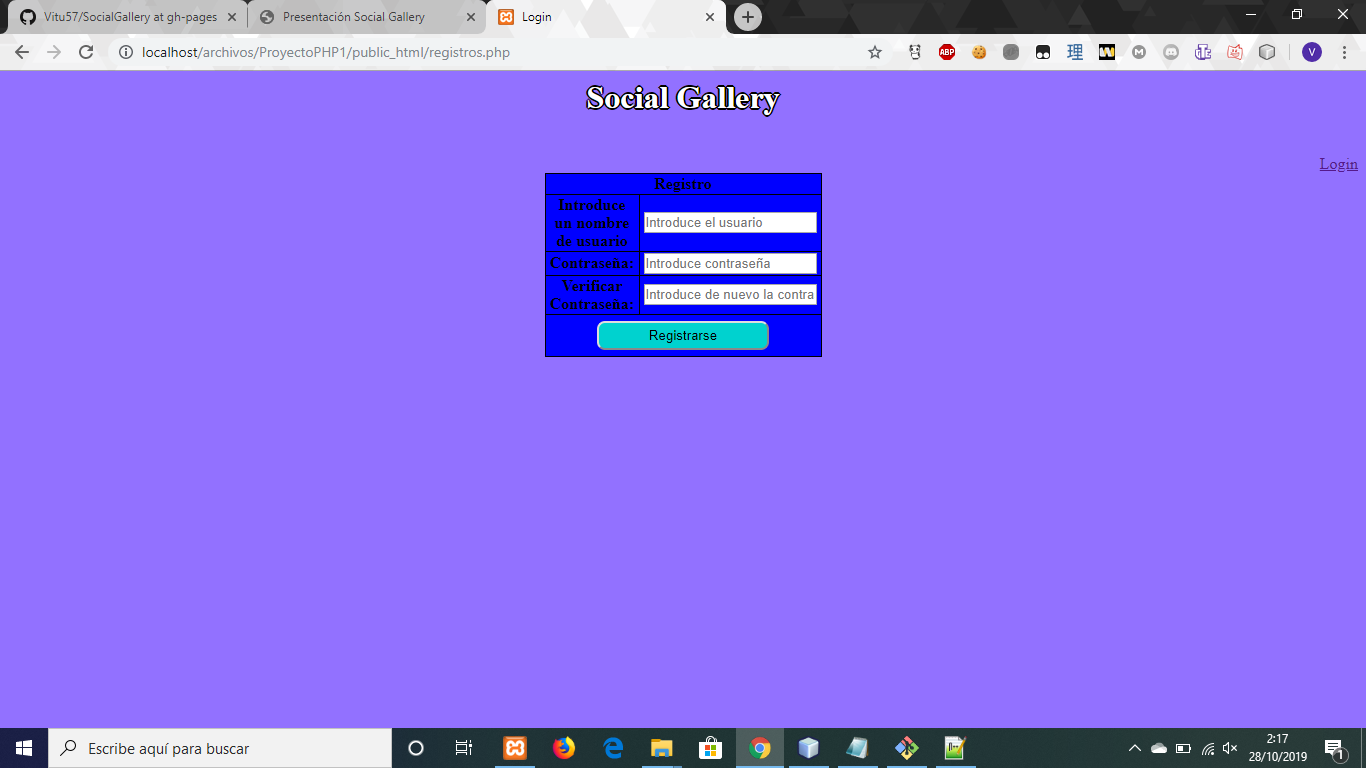 Vitu57/SocialGallery at gh-pages
Presentación Social Gallery
Login
localhost/archivos/ProyectoPHP1/public_html/registros.php
ABP
V
Social Gallery
Login
Registro
Introduce
un nombre
de usuario
Introduce el usuario
Contraseña:
Introduce contraseña
Verificar
Contraseña:
Introduce de nuevo la contra
Registrarse
Escribe aquí para buscar
2:17
28/10/2019
1